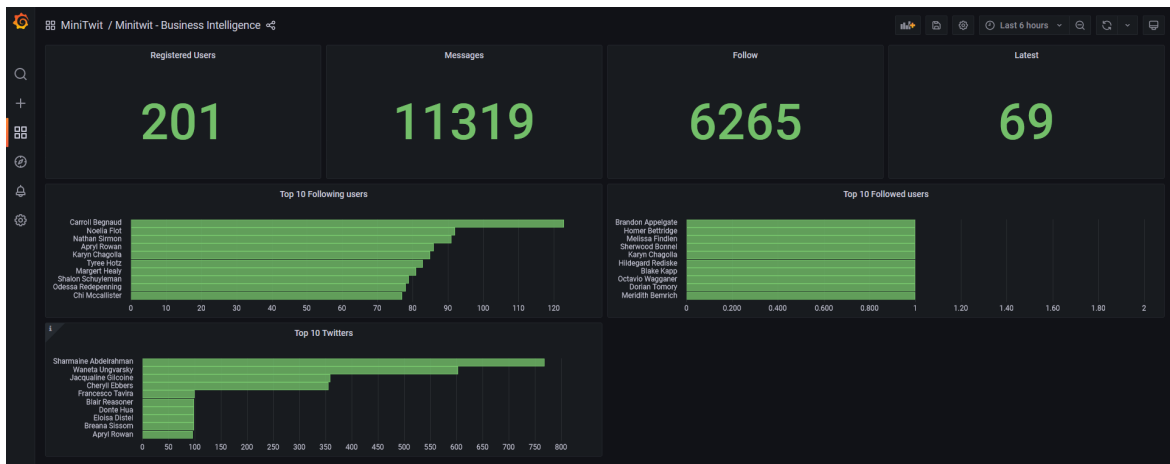 MiniTwit / Minitwit - Business Intelligence
Last 6 hours
Registered Users
201
Messages
11319
Follow
6265
Latest
69
Top 10 Following users
Carroll Begnaud
Noelia Fiot
Nathan Sirmon
Apryl Rowan
Karyn Chagolla
Tyree Hotz
Margert Healy
Shalon Schuyleman
Odessa Redepenning
Chi Mccallister
0 10 20 30 40 50 60 70 80 90 100 110 120
Top 10 Followed users
Brandon Appelgate
Homer Bettridge
Melissa Findlen
Sherwood Bonnel
Karyn Chagolla
Hildegard Rediske
Blake Kapp
Octavio Wagganer
Dorian Tomory
Meridith Bemrich
0 0.200 0.400 0.600 0.800 1 1.20 1.40 1.60 1.80 2
i
Top 10 Twitters
Sharmaine Abdelrahman
Waneta Ungvarsky
Jacqualine Gilcoine
Cheryll Ebbers
Francesco Tavira
Blair Reasoner
Donte Hua
Eloisa Distel
Breana Sissom
Apryl Rowan
0 50 100 150 200 250 300 350 400 450 500 550 600 650 700 750 800